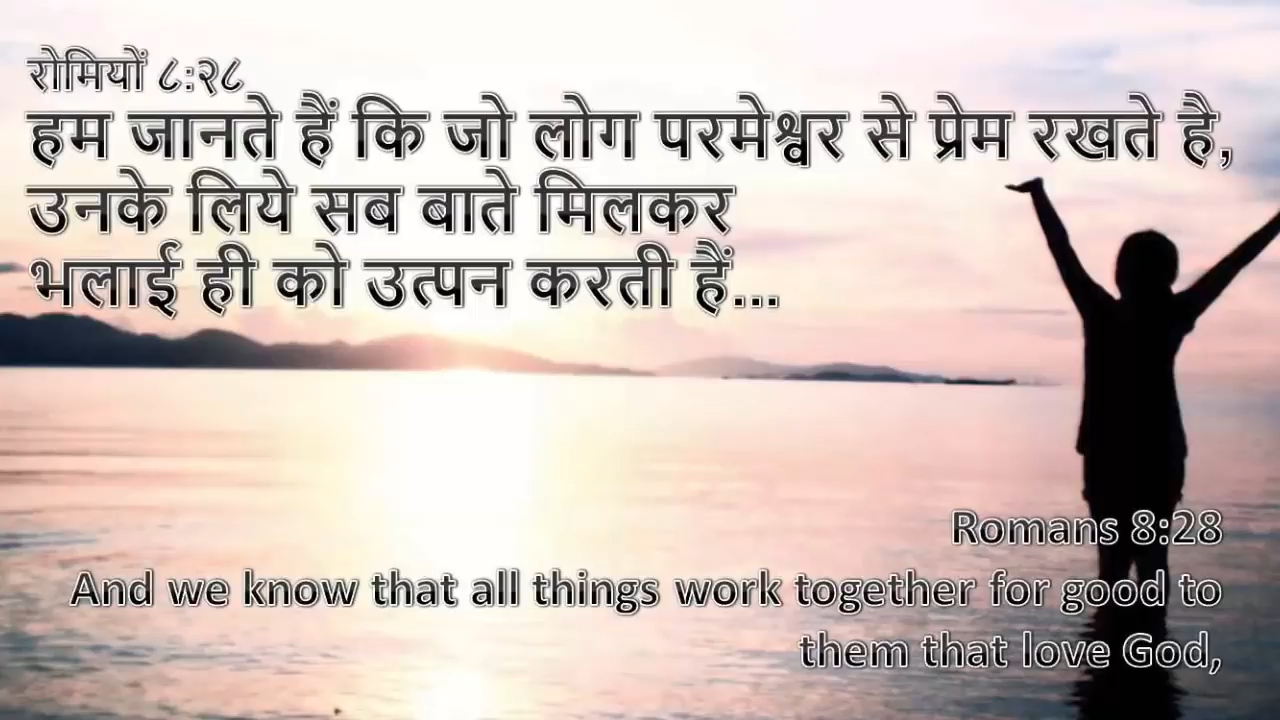 रोमियों ८:२८
हम जानते हैं कि जो लोग परमेश्वर से प्रेम रखते है,
उनके लिये सब बाते मिलकर
भलाई ही को उत्पन करती हैं...
Romans 8:28
And we know that all things work together for good to
them that love God,